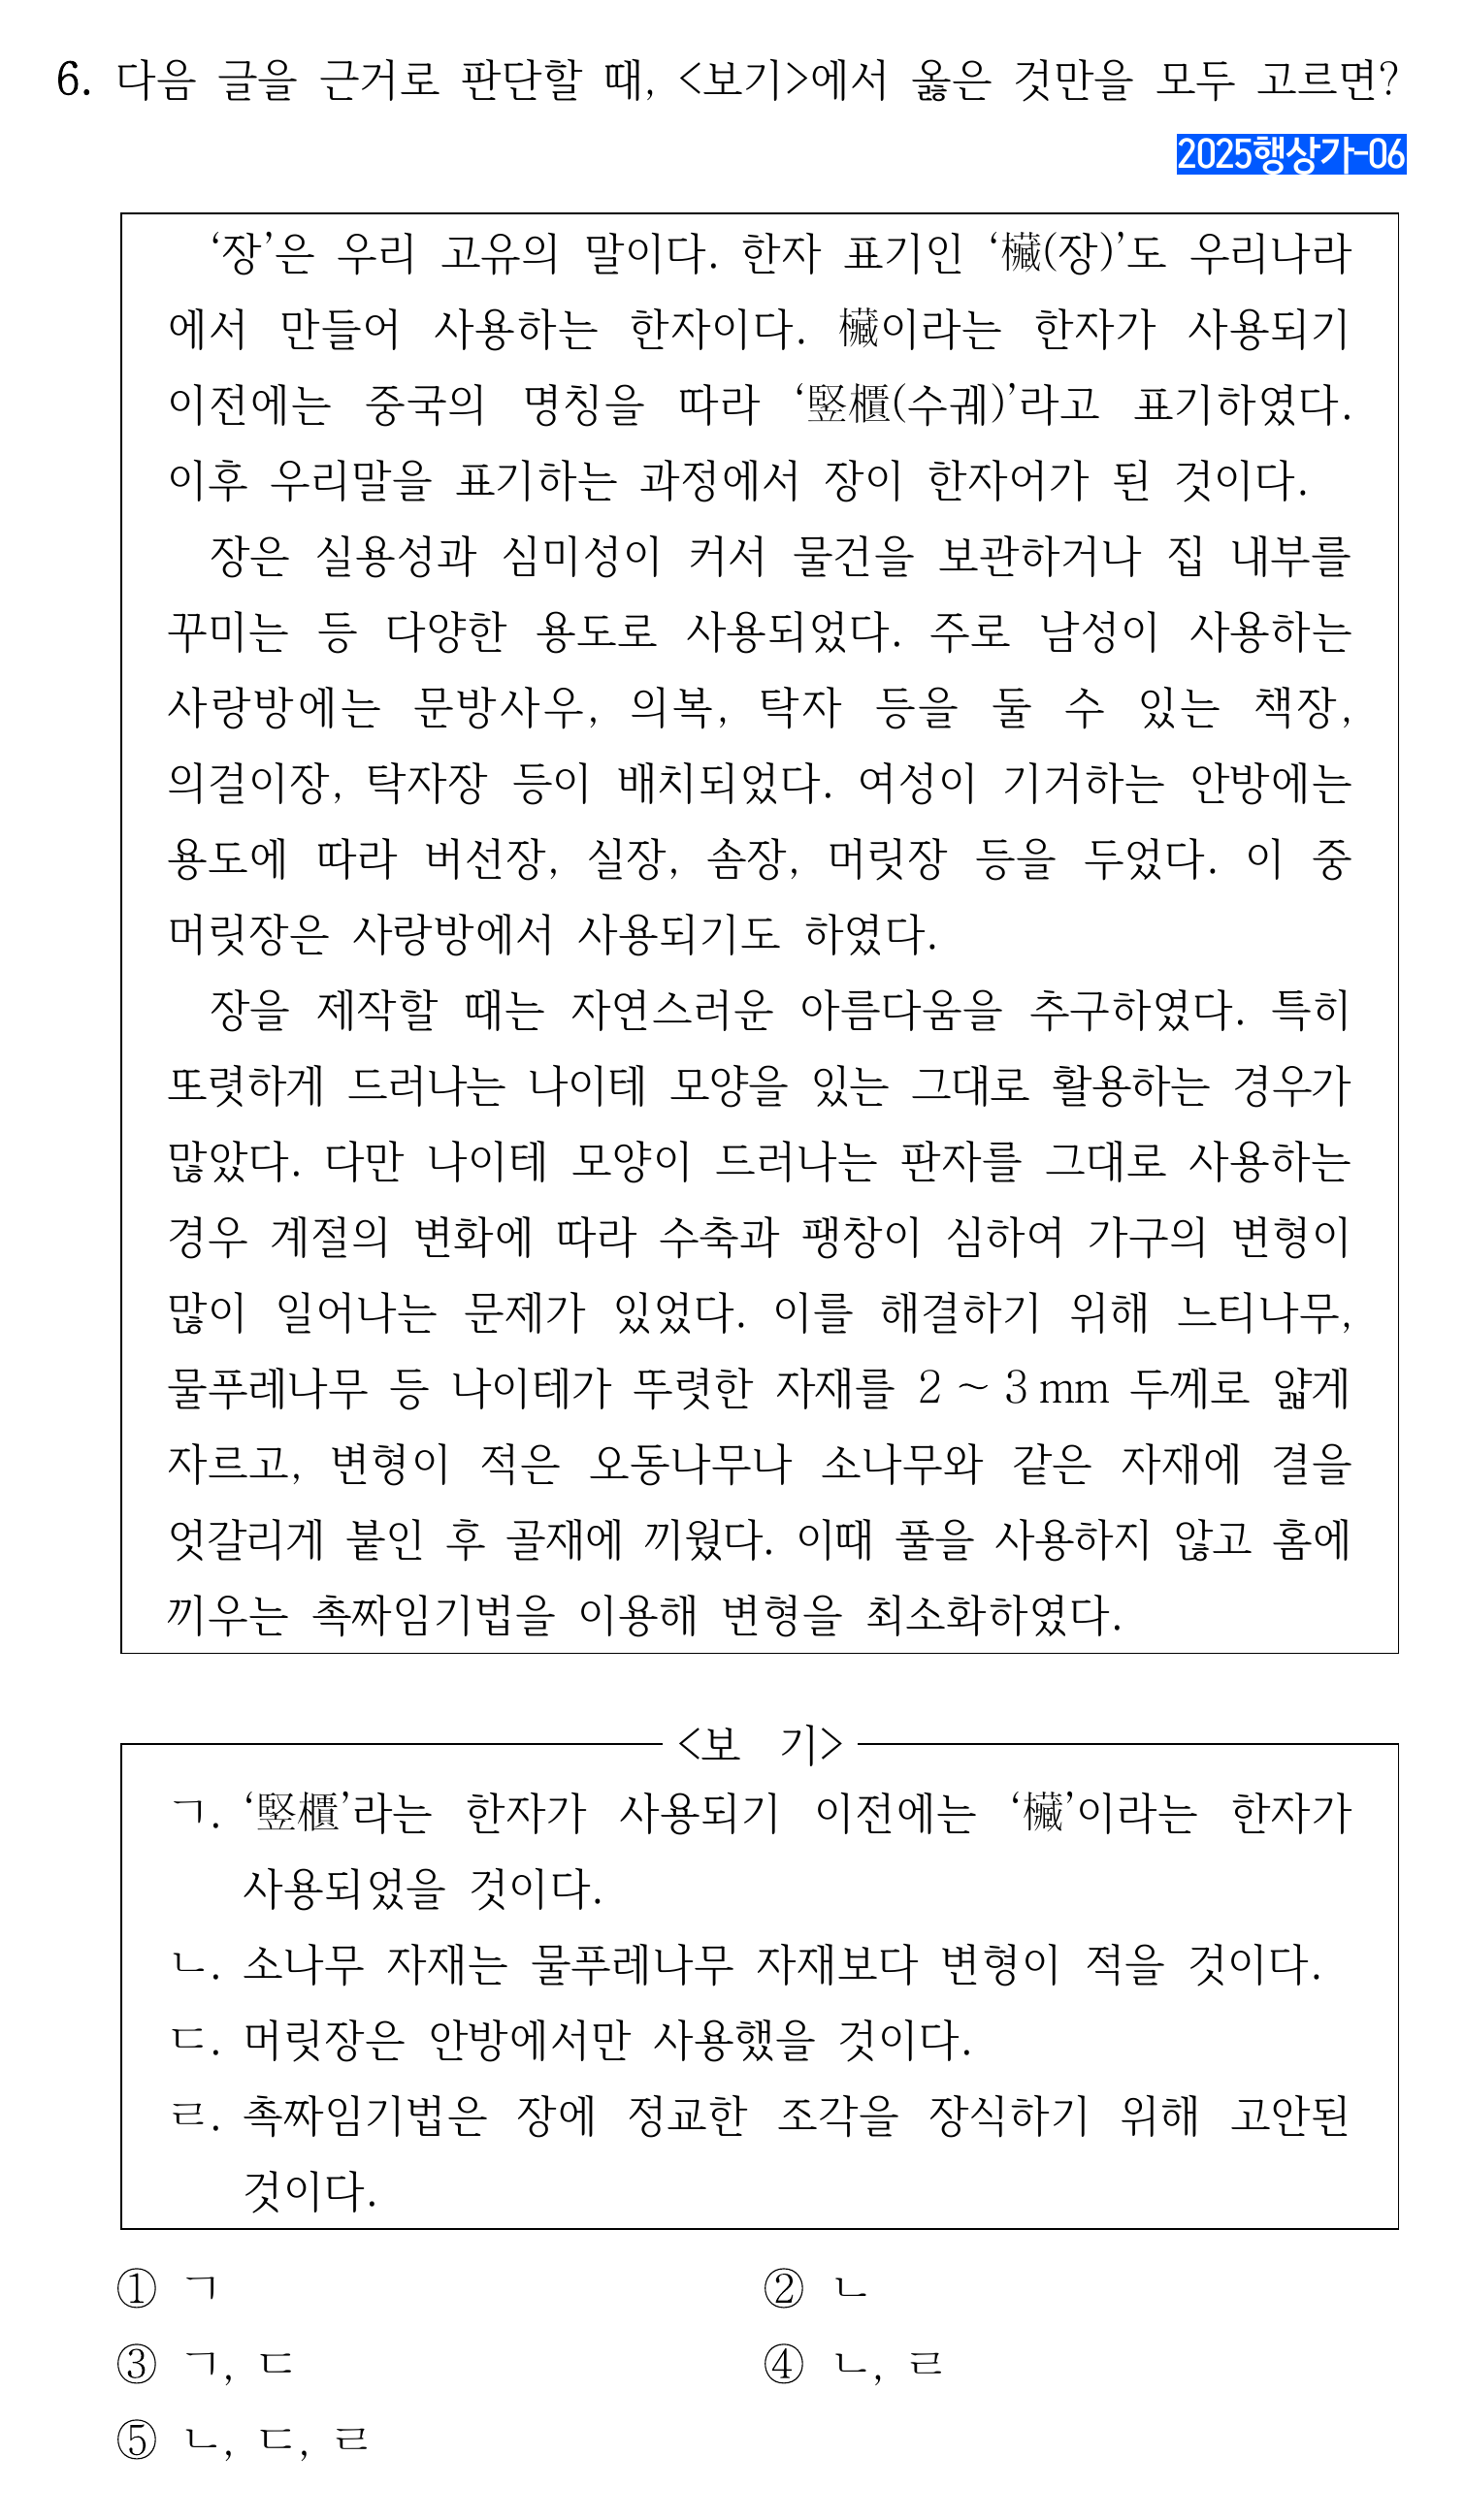 6. 다음 글을 근거로 판단할 때, <보기>에서 옳은 것만을 모두 고르면?
2025행상가-06
‘장’은 우리 고유의 말이다. 한자 표기인 ‘欌(장)’도 우리나라
에서 만들어 사용하는 한자이다. 欌이라는 한자가 사용되기
이전에는 중국의 명칭을 따라 ‘竪櫃(수궤)’라고 표기하였다.
이후 우리말을 표기하는 과정에서 장이 한자어가 된 것이다.
장은 실용성과 심미성이 커서 물건을 보관하거나 집 내부를
꾸미는 등 다양한 용도로 사용되었다. 주로 남성이 사용하는
사랑방에는 문방사우, 의복, 탁자 등을 둘 수 있는 책장,
의걸이장, 탁자장 등이 배치되었다. 여성이 기거하는 안방에는
용도에 따라 버선장, 실장, 솜장, 머릿장 등을 두었다. 이 중
머릿장은 사랑방에서 사용되기도 하였다.
장을 제작할 때는 자연스러운 아름다움을 추구하였다. 특히
또렷하게 드러나는 나이테 모양을 있는 그대로 활용하는 경우가
많았다. 다만 나이테 모양이 드러나는 판자를 그대로 사용하는
경우 계절의 변화에 따라 수축과 팽창이 심하여 가구의 변형이
많이 일어나는 문제가 있었다. 이를 해결하기 위해 느티나무,
물푸레나무 등 나이테가 뚜렷한 자재를 2 ~ 3 mm 두께로 얇게
자르고, 변형이 적은 오동나무나 소나무와 같은 자재에 결을
엇갈리게 붙인 후 골재에 끼웠다. 이때 풀을 사용하지 않고 홈에
끼우는 촉짜임기법을 이용해 변형을 최소화하였다.
<보 기>
ㄱ. ‘竪櫃’라는 한자가 사용되기 이전에는 ‘欌’이라는 한자가
사용되었을 것이다.
ㄴ. 소나무 자재는 물푸레나무 자재보다 변형이 적을 것이다.
ㄷ. 머릿장은 안방에서만 사용했을 것이다.
ㄹ. 촉짜임기법은 장에 정교한 조각을 장식하기 위해 고안된
것이다.
① ㄱ ② ㄴ
③ ㄱ, ㄷ ④ ㄴ, ㄹ
⑤ ㄴ, ㄷ, ㄹ